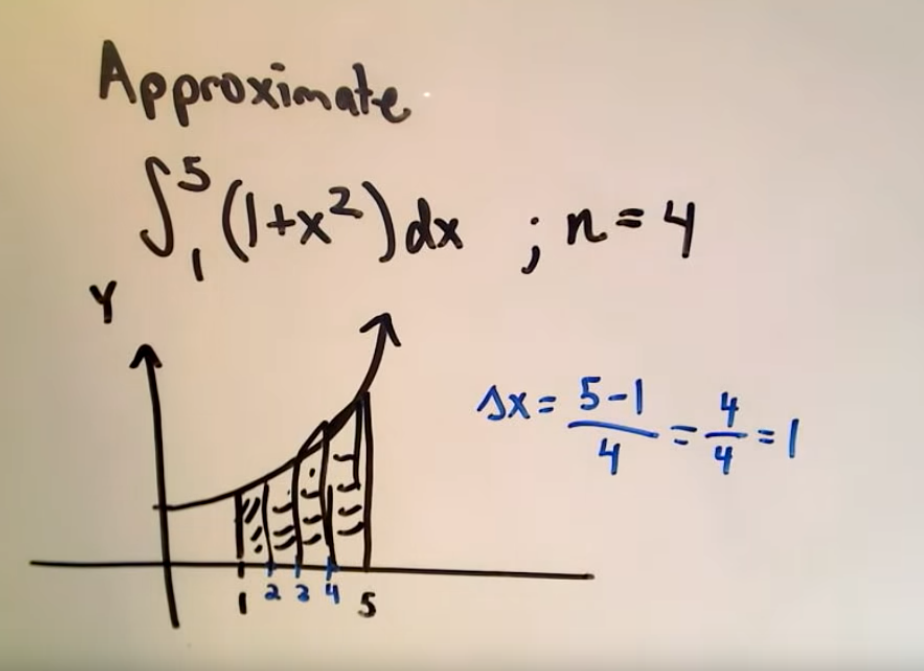 Approximate
∫₁⁵ (1+x²) dx ; n = 4
Y
Δx = (5-1)/4 = 4/4 = 1
1 2 3 4 5